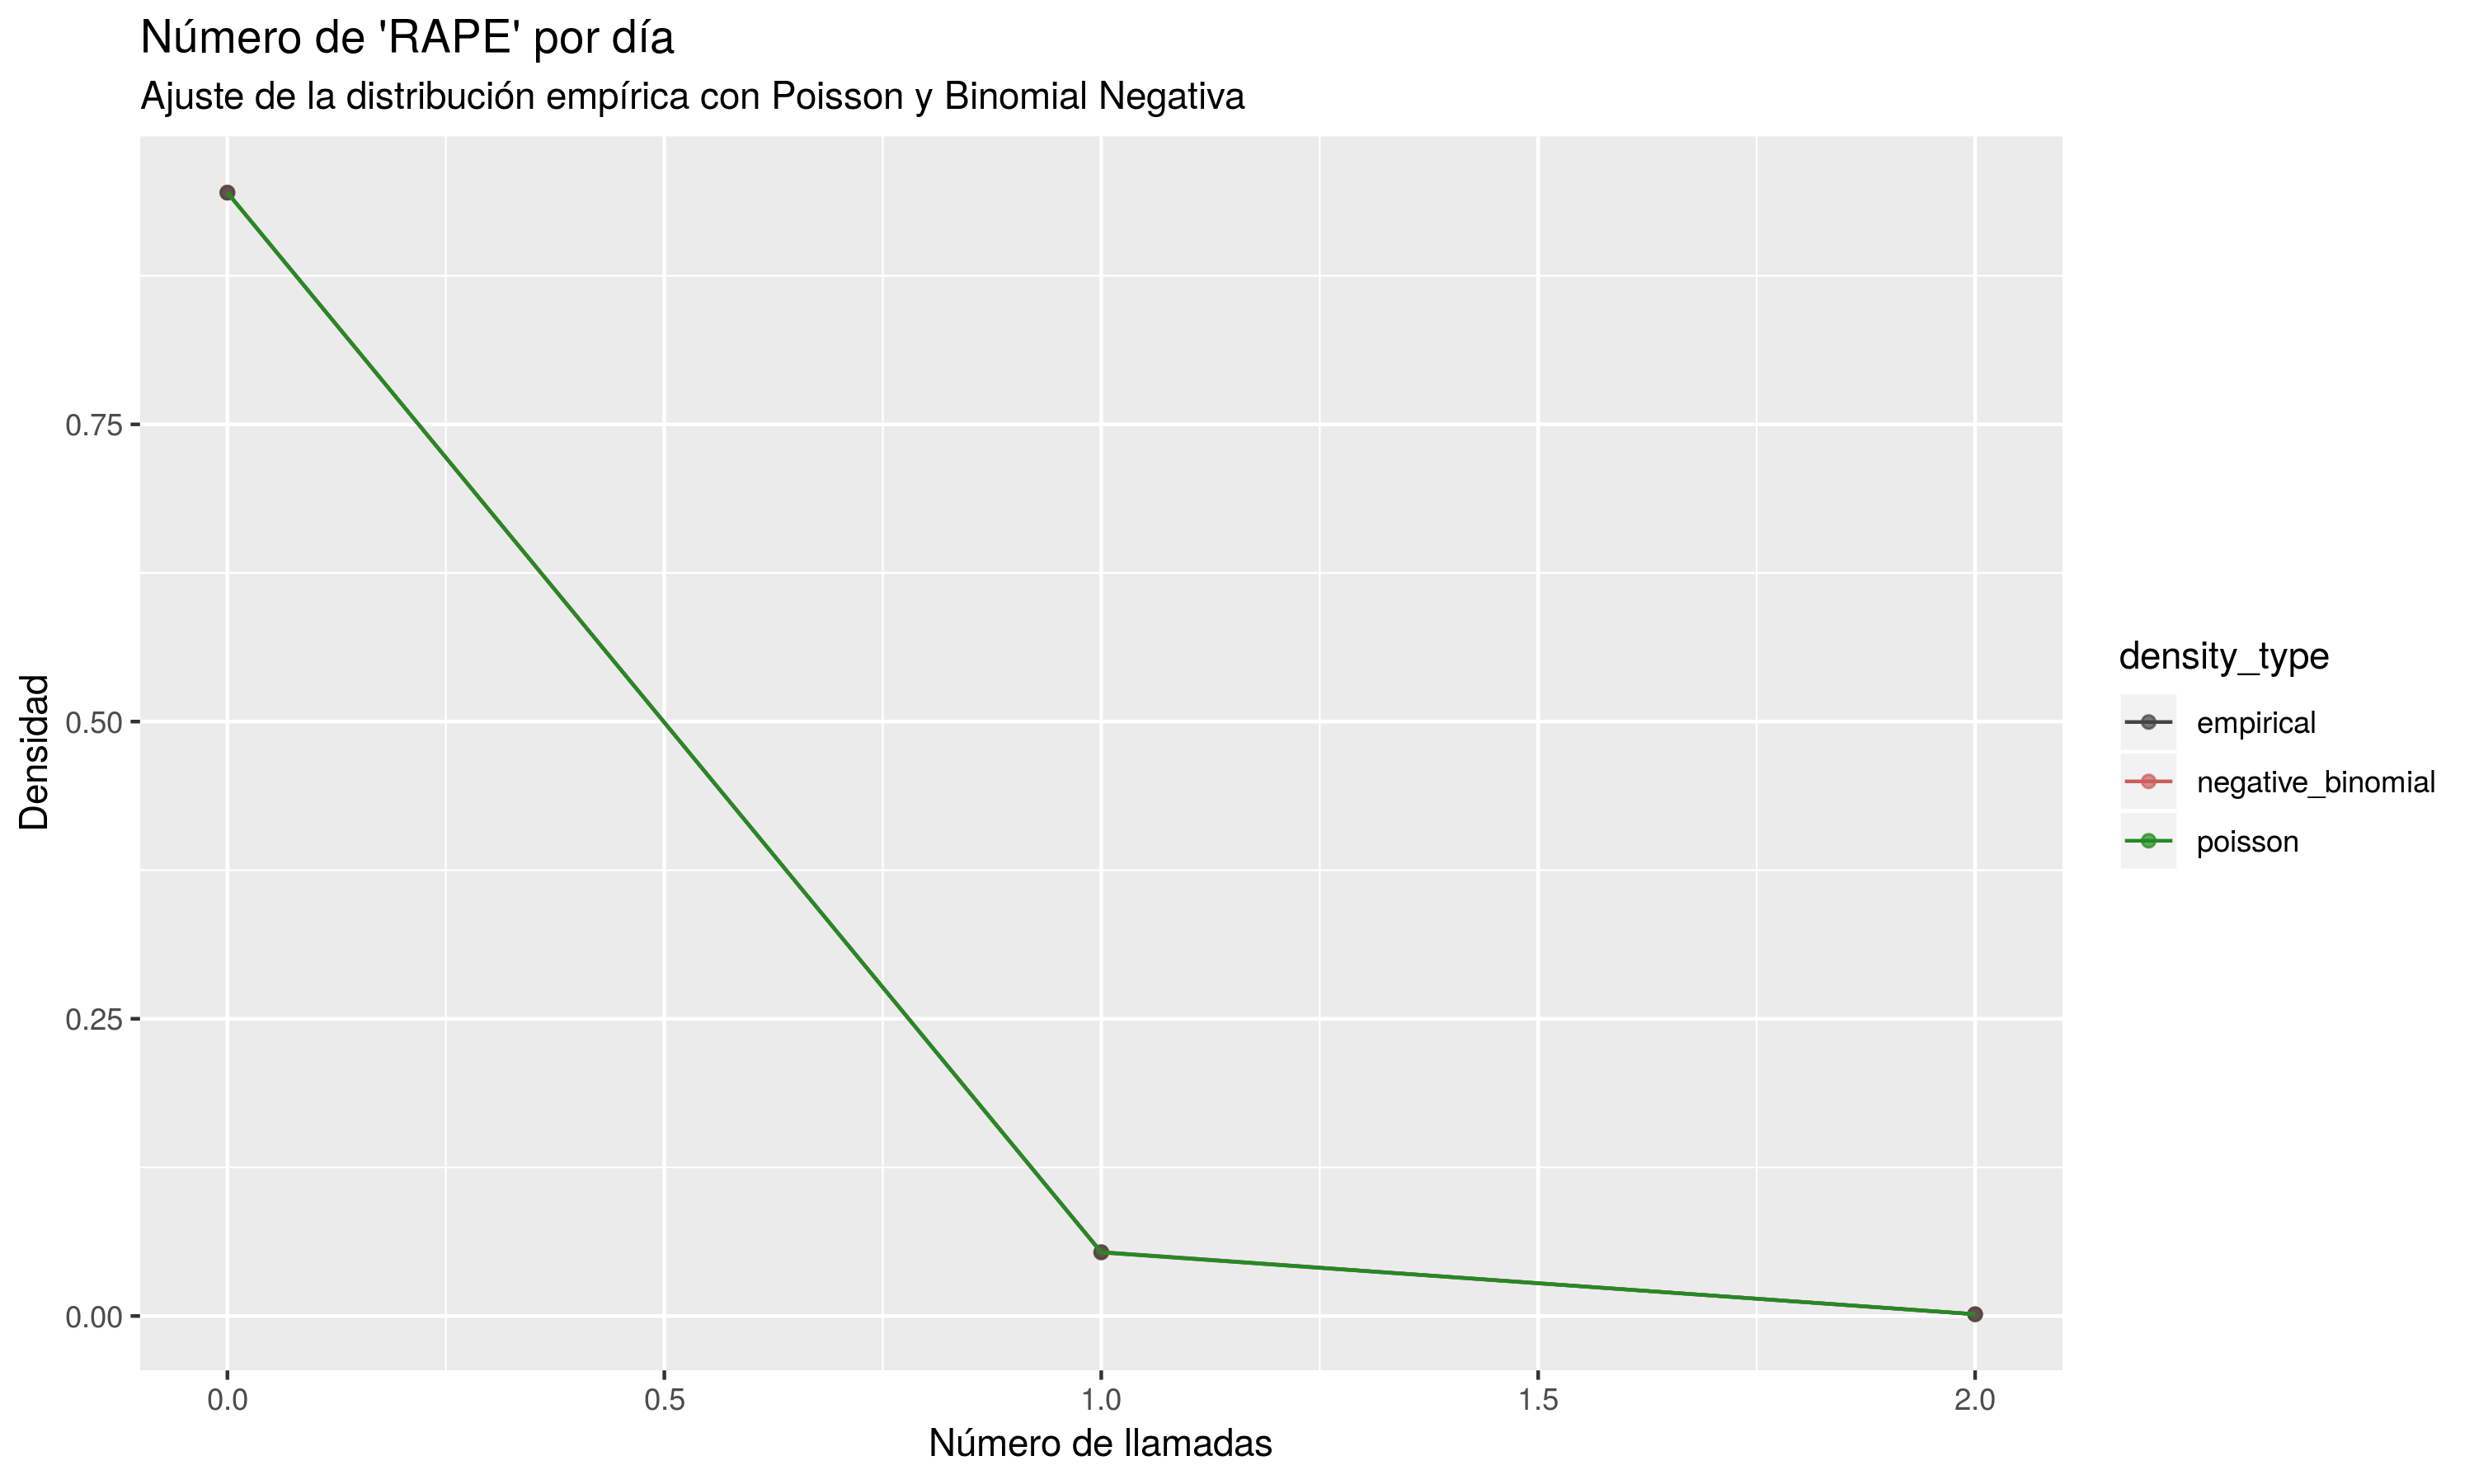 Número de 'RAPE' por día
Ajuste de la distribución empírica con Poisson y Binomial Negativa
Densidad
0.75
0.50
0.25
0.00
0.0
0.5
1.0
1.5
2.0
Número de llamadas
density_type
empirical
negative_binomial
poisson